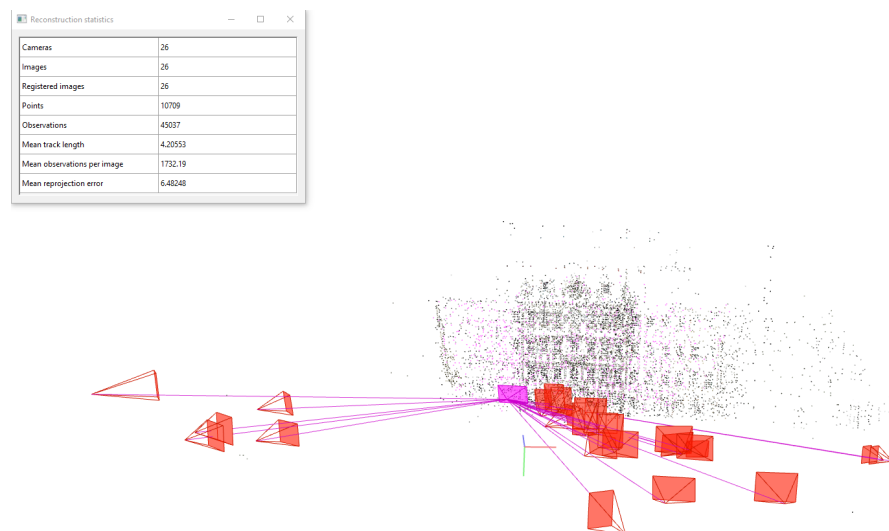 Reconstruction statistics
Cameras 26
Images 26
Registered images 26
Points 10709
Observations 45037
Mean track length 4.20553
Mean observations per image 1732.19
Mean reprojection error 6.48248